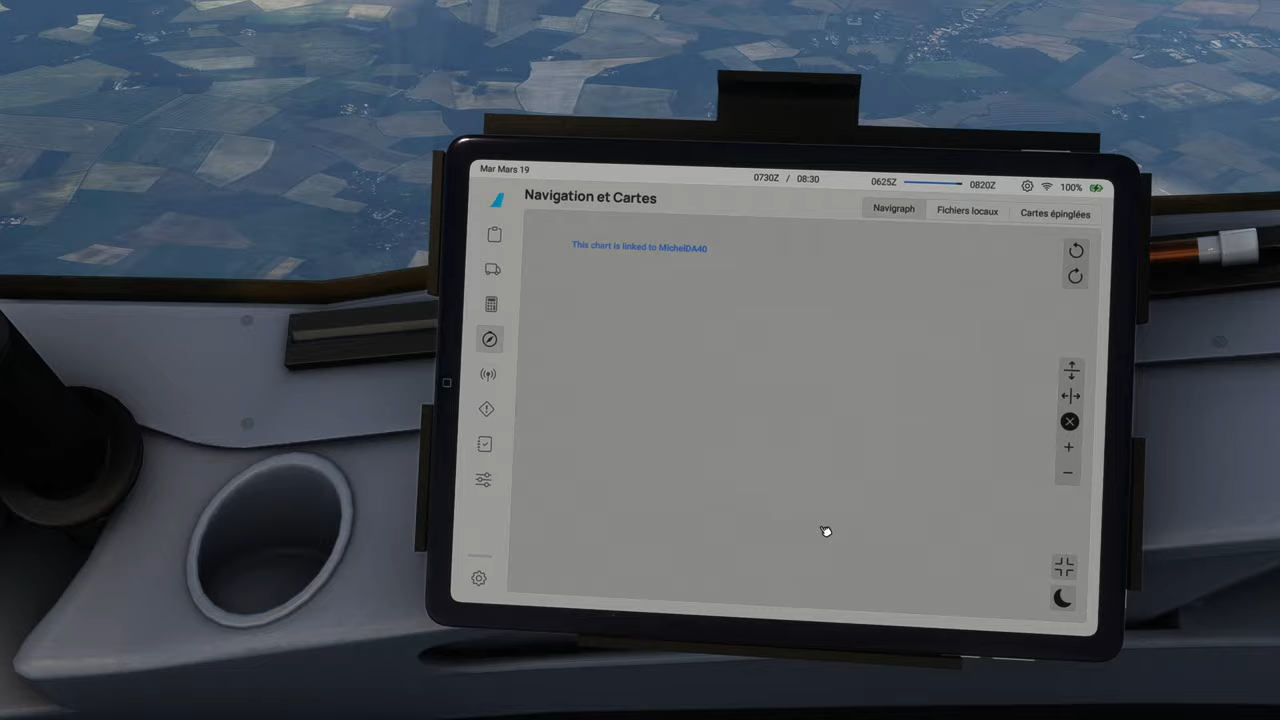 Mar Mars 19
0730Z / 08:30
0625Z
0820Z
100%
Navigation et Cartes
Navigraph
Fichiers locaux
Cartes épinglées
This chart is linked to MichelDA40